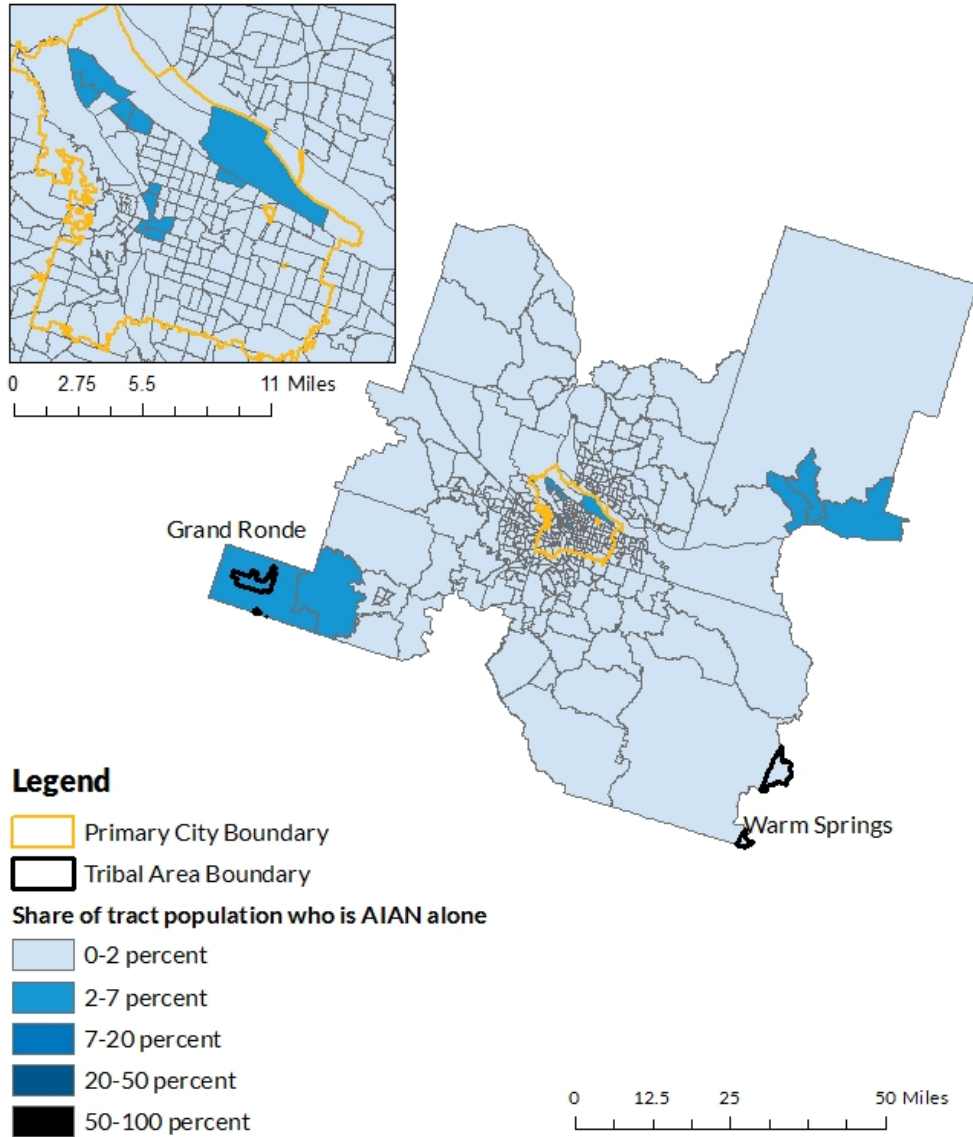 0 2.75 5.5 11 Miles
Grand Ronde
Warm Springs
Legend
Primary City Boundary
Tribal Area Boundary
Share of tract population who is AIAN alone
0-2 percent
2-7 percent
7-20 percent
20-50 percent
50-100 percent
0 12.5 25 50 Miles